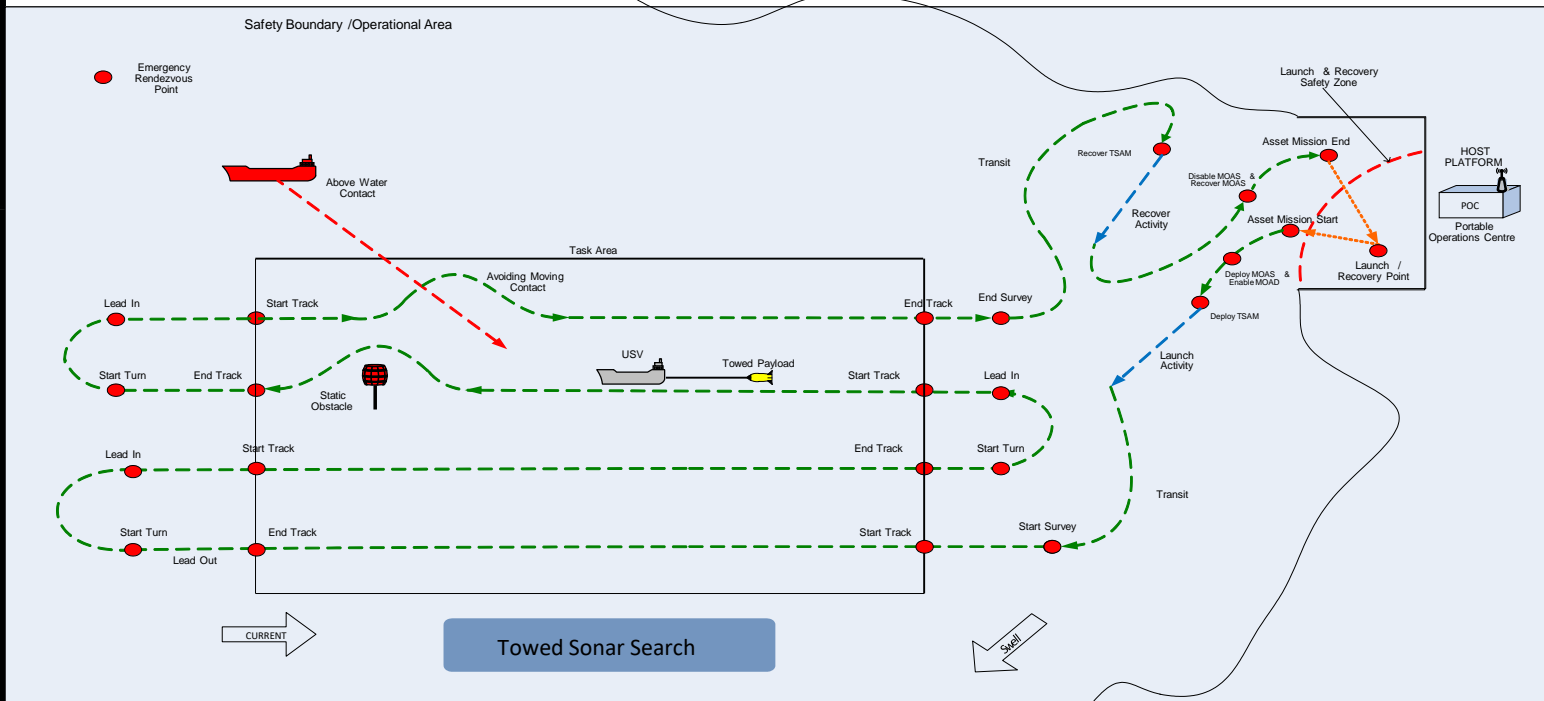 Safety Boundary /Operational Area
Emergency
Rendezvous
Point
Launch & Recovery
Safety Zone
Above Water
Contact
Transit
Recover TSAM
Asset Mission End
HOST
PLATFORM
Disable MOAS &
Recover MOAS
POC
Recover
Activity
Asset Mission Start
Portable
Operations Centre
Task Area
Launch /
Recovery Point
Deploy MOAS &
Enable MOAD
Avoiding Moving
Contact
Lead In
Start Track
End Track
End Survey
Deploy TSAM
USV
Towed Payload
Launch
Activity
Start Turn
End Track
Static
Obstacle
Start Track
Lead In
Lead In
Start Track
End Track
Start Turn
Transit
Start Turn
End Track
Start Track
Start Survey
Lead Out
CURRENT
Towed Sonar Search
Swell